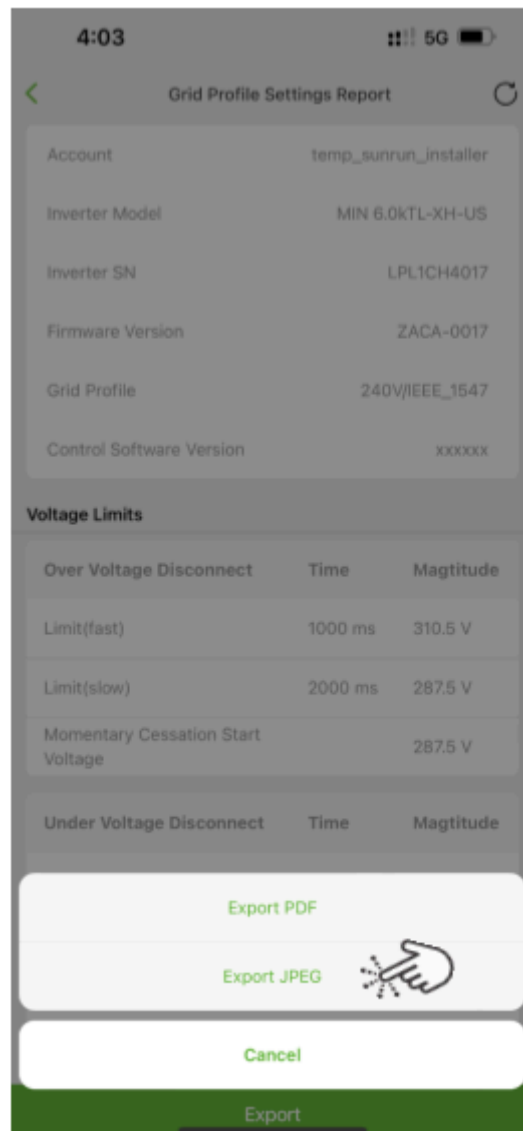 4:03 5G
Grid Profile Settings Report
Account temp_sunrun_installer
Inverter Model MIN 6.0kTL-XH-US
Inverter SN LPL1CH4017
Firmware Version ZACA-0017
Grid Profile 240V/IEEE_1547
Control Software Version xxxxxx
Voltage Limits
Over Voltage Disconnect Time Magtitude
Limit(fast) 1000 ms 310.5 V
Limit(slow) 2000 ms 287.5 V
Momentary Cessation Start
Voltage 287.5 V
Under Voltage Disconnect Time Magtitude
Export PDF
Export JPEG
Cancel
Export